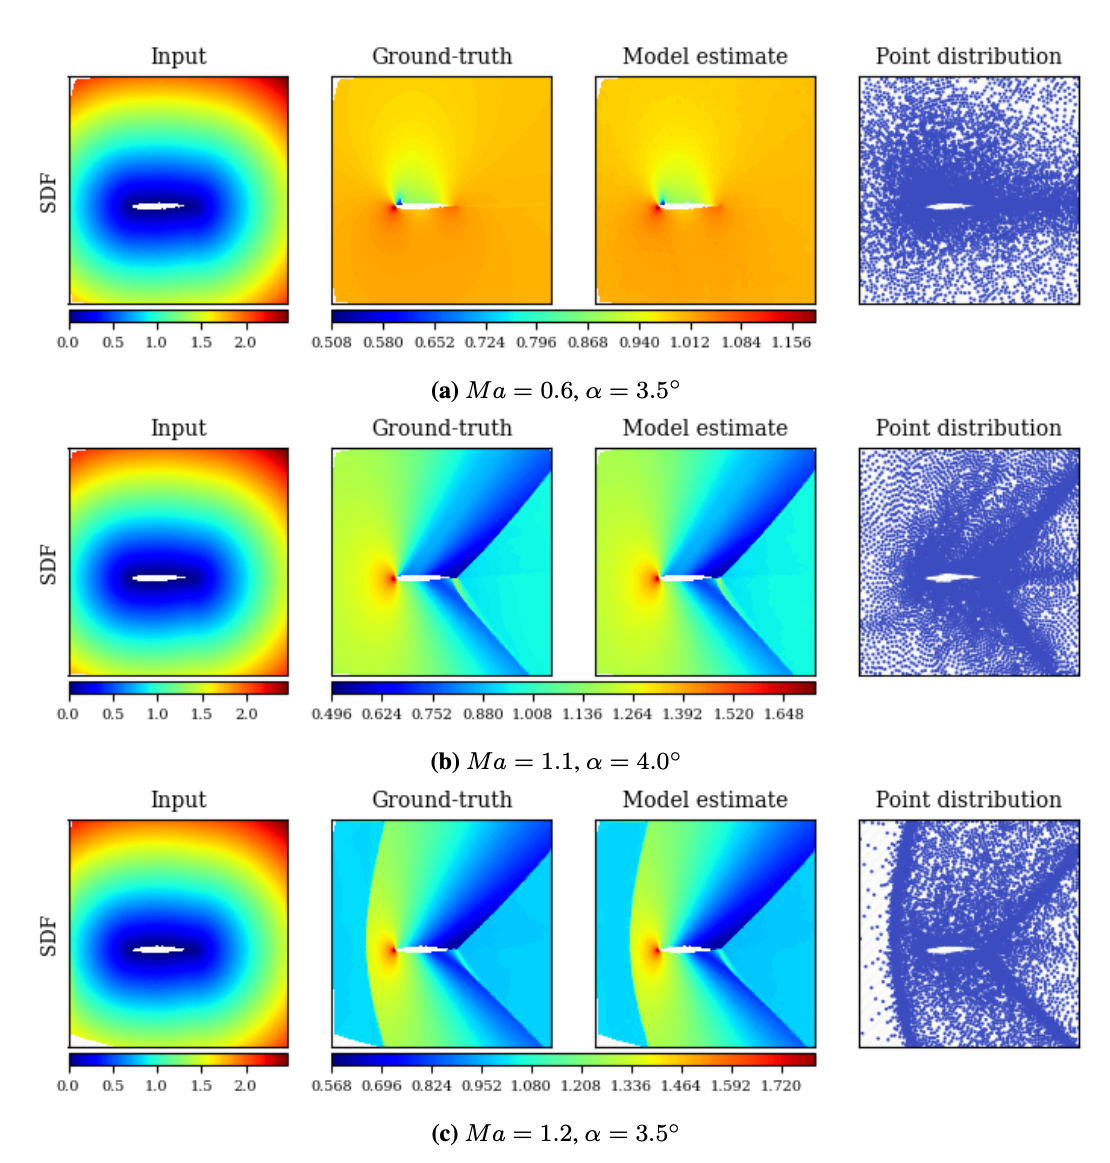 Input Ground-truth Model estimate Point distribution
SDF
0.0 0.5 1.0 1.5 2.0 0.508 0.580 0.652 0.724 0.796 0.868 0.940 1.012 1.084 1.156
(a) Ma = 0.6, α = 3.5°
Input Ground-truth Model estimate Point distribution
SDF
0.0 0.5 1.0 1.5 2.0 0.496 0.624 0.752 0.880 1.008 1.136 1.264 1.392 1.520 1.648
(b) Ma = 1.1, α = 4.0°
Input Ground-truth Model estimate Point distribution
SDF
0.0 0.5 1.0 1.5 2.0 0.568 0.696 0.824 0.952 1.080 1.208 1.336 1.464 1.592 1.720
(c) Ma = 1.2, α = 3.5°